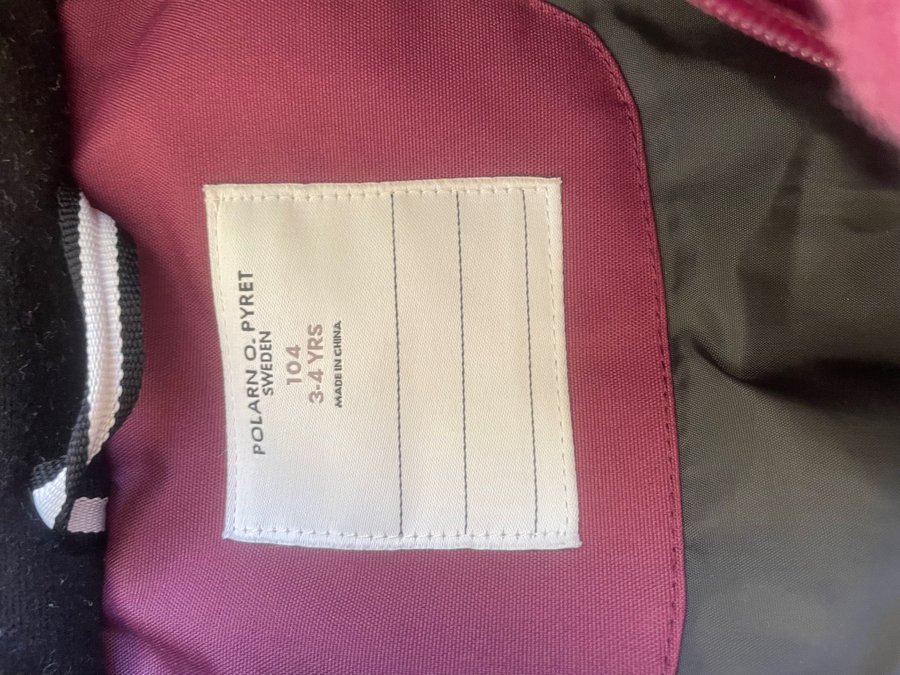 POLARN O. PYRET
SWEDEN
104
3-4 YRS
MADE IN CHINA